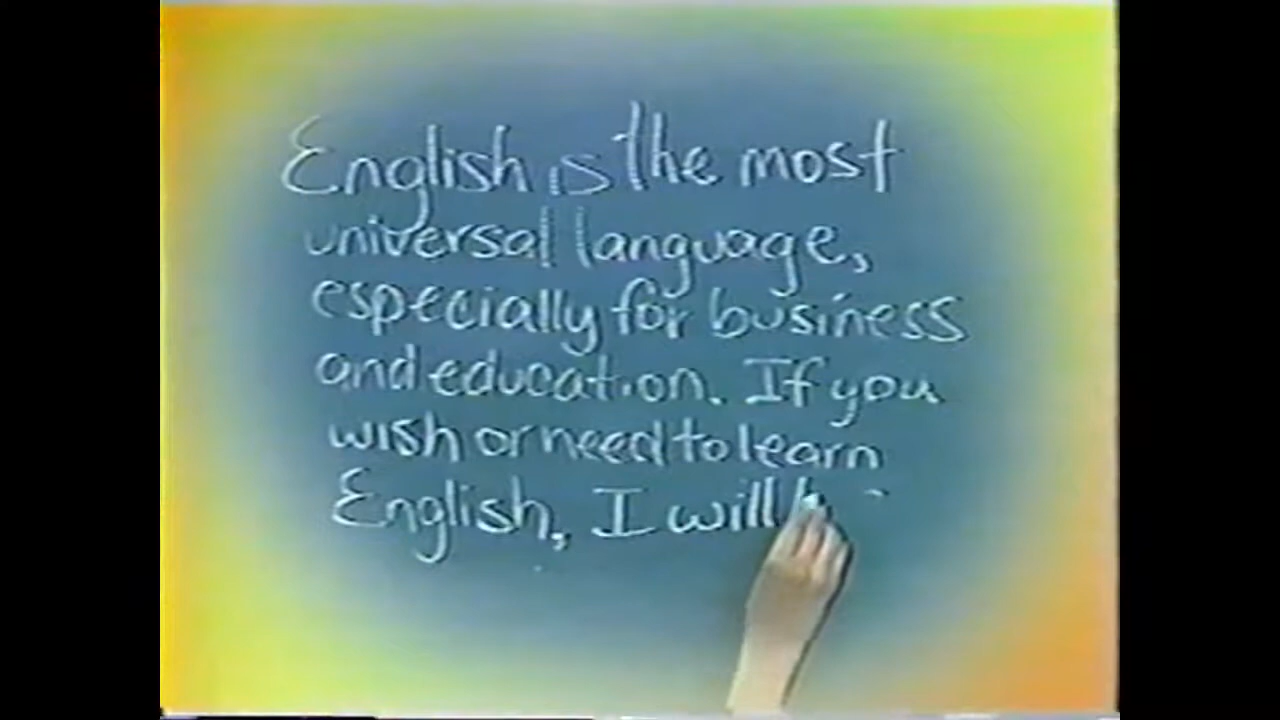 English is the most
universal language,
especially for business
and education. If you
wish or need to learn
English, I will